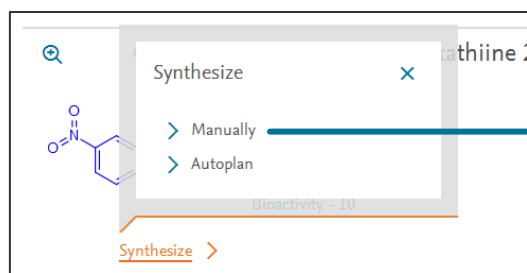 athiine 2
Synthesize
Manually
Autoplan
O
O N
Bioactivity - 10
Synthesize